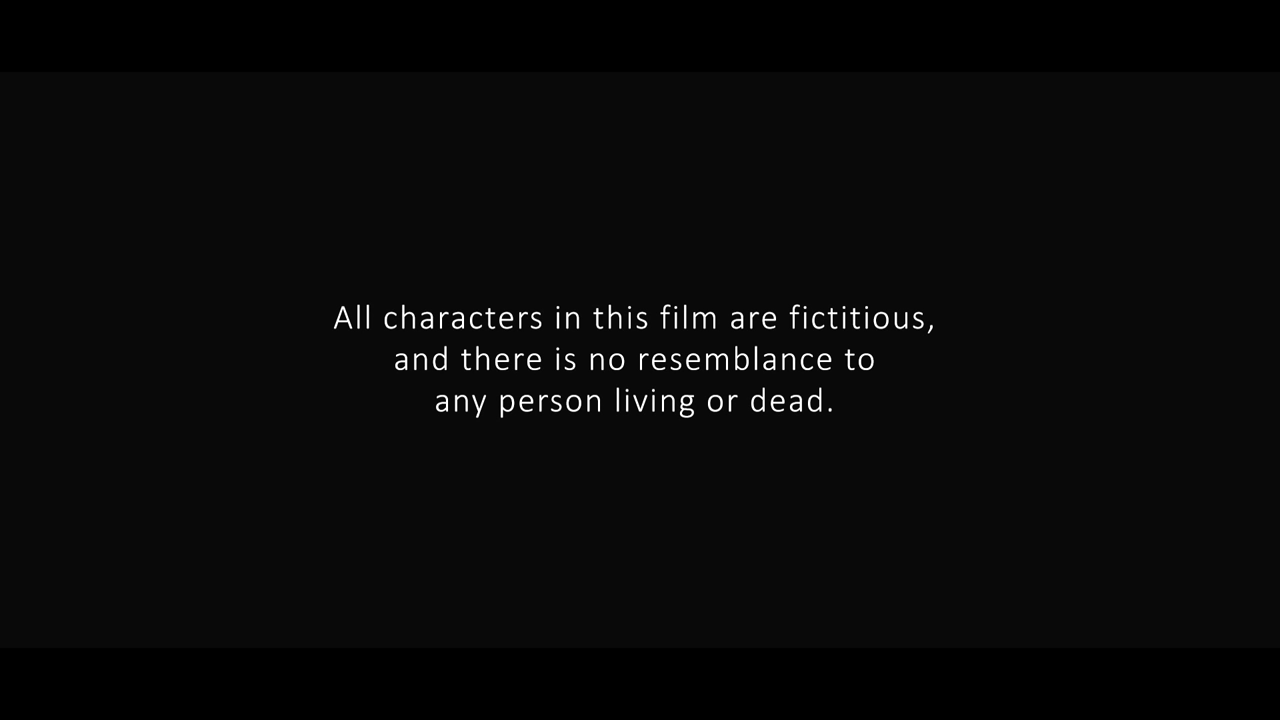 All characters in this film are fictitious,
and there is no resemblance to
any person living or dead.